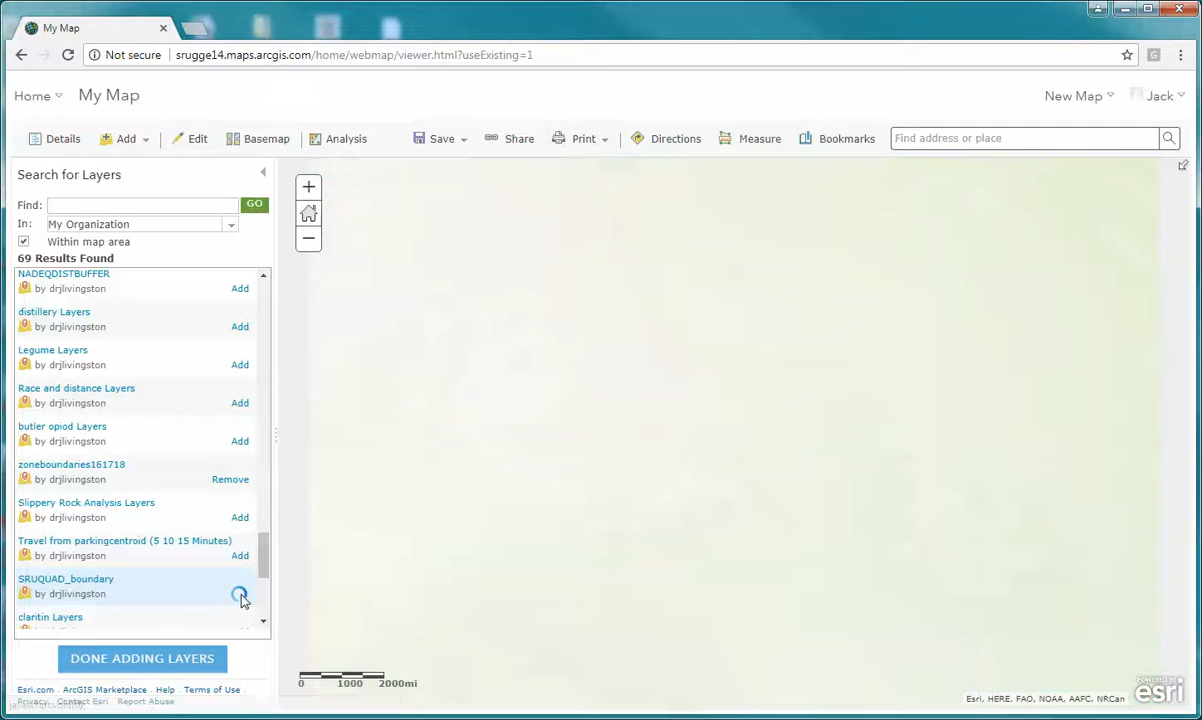 My Map
Not secure srugge14.maps.arcgis.com/home/webmap/viewer.html?useExisting=1
G
Home My Map New Map Jack
Details Add Edit Basemap Analysis Save Share Print Directions Measure Bookmarks Find address or place
Search for Layers
Find: GO
In: My Organization
Within map area
69 Results Found
NADEQDISTBUFFER
by drjlivingston Add
distillery Layers
by drjlivingston Add
Legume Layers
by drjlivingston Add
Race and distance Layers
by drjlivingston Add
butler opiod Layers
by drjlivingston Add
zoneboundaries161718
by drjlivingston Remove
Slippery Rock Analysis Layers
by drjlivingston Add
Travel from parkingcentroid (5 10 15 Minutes)
by drjlivingston Add
SRUQUAD_boundary
by drjlivingston
claritin Layers
DONE ADDING LAYERS
0 1000 2000mi
Esri.com . ArcGIS Marketplace . Help . Terms of Use .
Privacy . Contact Esri . Report Abuse
Esri, HERE, FAO, NOAA, AAFC, NRCan
POWERED BY
esri